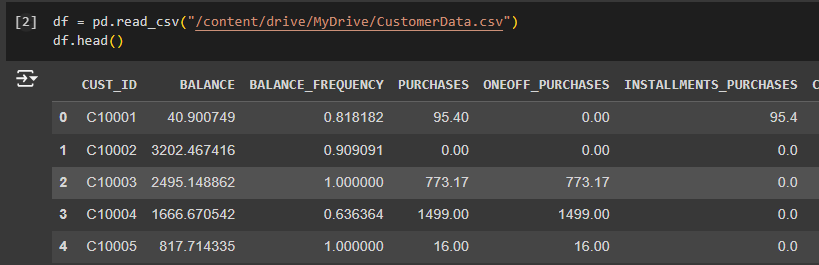 [2] df = pd.read_csv("/content/drive/MyDrive/CustomerData.csv")
df.head()
CUST_ID BALANCE BALANCE_FREQUENCY PURCHASES ONEOFF_PURCHASES INSTALLMENTS_PURCHASES C
0 C10001 40.900749 0.818182 95.40 0.00 95.4
1 C10002 3202.467416 0.909091 0.00 0.00 0.0
2 C10003 2495.148862 1.000000 773.17 773.17 0.0
3 C10004 1666.670542 0.636364 1499.00 1499.00 0.0
4 C10005 817.714335 1.000000 16.00 16.00 0.0